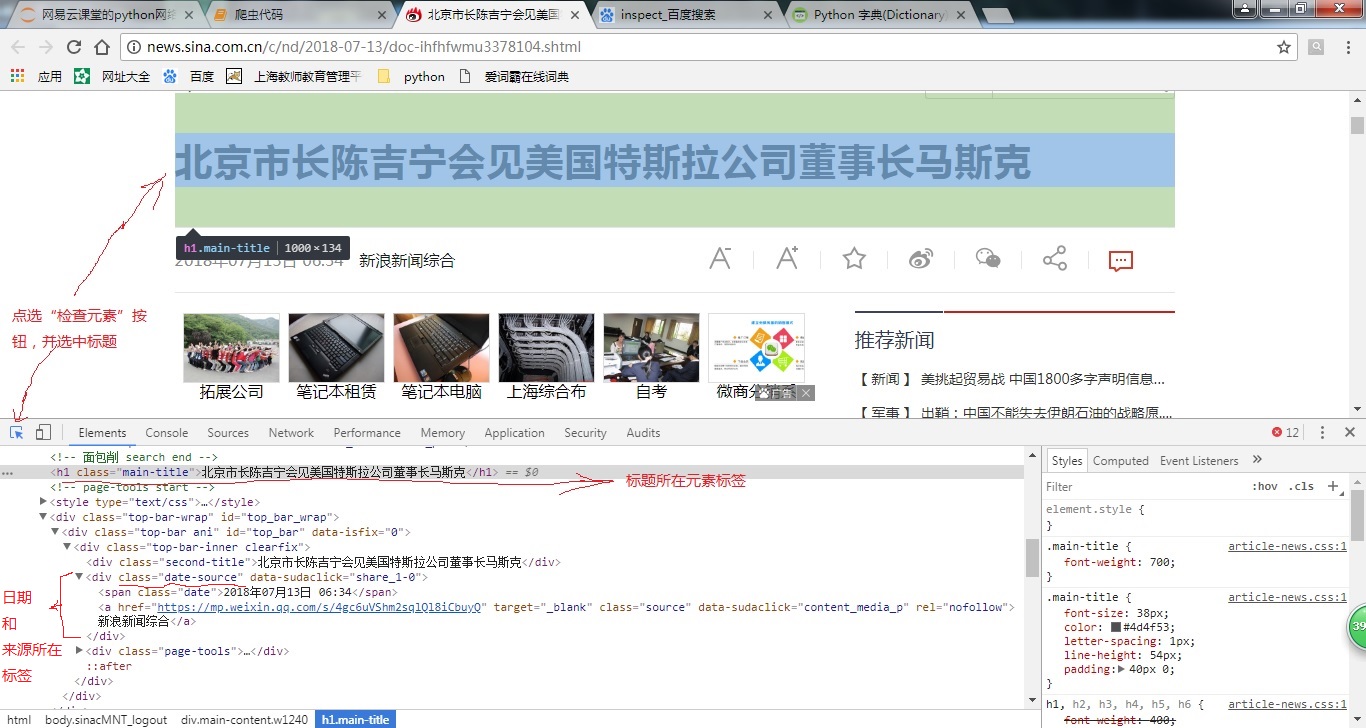 网易云课堂的python网络
爬虫代码
北京市长陈吉宁会见美国
inspect_百度搜索
Python 字典(Dictionary)
news.sina.com.cn/c/nd/2018-07-13/doc-ihfhfwmu3378104.shtml
应用 网址大全 百度 上海教师教育管理平 python 爱词霸在线词典
北京市长陈吉宁会见美国特斯拉公司董事长马斯克
h1.main-title | 1000×134
2018年07月13日 06:34 新浪新闻综合
点选“检查元素”按
钮，并选中标题
拓展公司 笔记本租赁 笔记本电脑 上海综合布 自考 微商分销系
广告
推荐新闻
【 新闻 】 美挑起贸易战 中国1800多字声明信息...
【 军事 】 出鞘：中国不能失去伊朗石油的战略原...
Elements Console Sources Network Performance Memory Application Security Audits 12
<!-- 面包削 search end -->
... <h1 class="main-title">北京市长陈吉宁会见美国特斯拉公司董事长马斯克</h1> == $0
标题所在元素标签
<!-- page-tools start -->
<style type="text/css">…</style>
<div class="top-bar-wrap" id="top_bar_wrap">
<div class="top-bar ani" id="top_bar" data-isfix="0">
<div class="top-bar-inner clearfix">
<div class="second-title">北京市长陈吉宁会见美国特斯拉公司董事长马斯克</div>
<div class="date-source" data-sudaclick="share_1-0">
<span class="date">2018年07月13日 06:34</span>
<a href="https://mp.weixin.qq.com/s/4gc6uVShm2sqlQl8iCbuyQ" target="_blank" class="source" data-sudaclick="content_media_p" rel="nofollow">
新浪新闻综合</a>
</div>
<div class="page-tools">…</div>
::after
</div>
</div>
日期
和
来源所在
标签
html body.sinacMNT_logout div.main-content.w1240 h1.main-title
Styles Computed Event Listeners »
Filter :hov .cls +
element.style {
}
.main-title { article-news.css:1
font-weight: 700;
}
.main-title { article-news.css:1
font-size: 38px;
color: #4d4f53;
letter-spacing: 1px;
line-height: 54px;
padding: 40px 0;
}
h1, h2, h3, h4, h5, h6 { article-news.css:1
font-weight: 400;
39